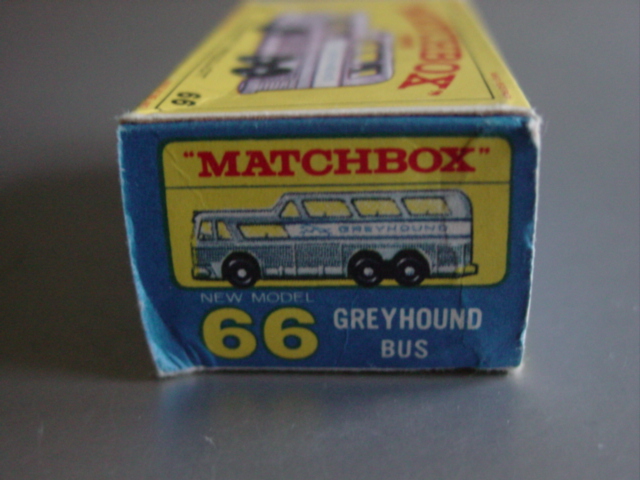 66
"MATCHBOX"
"MATCHBOX"
GREYHOUND
NEW MODEL
66 GREYHOUND
BUS